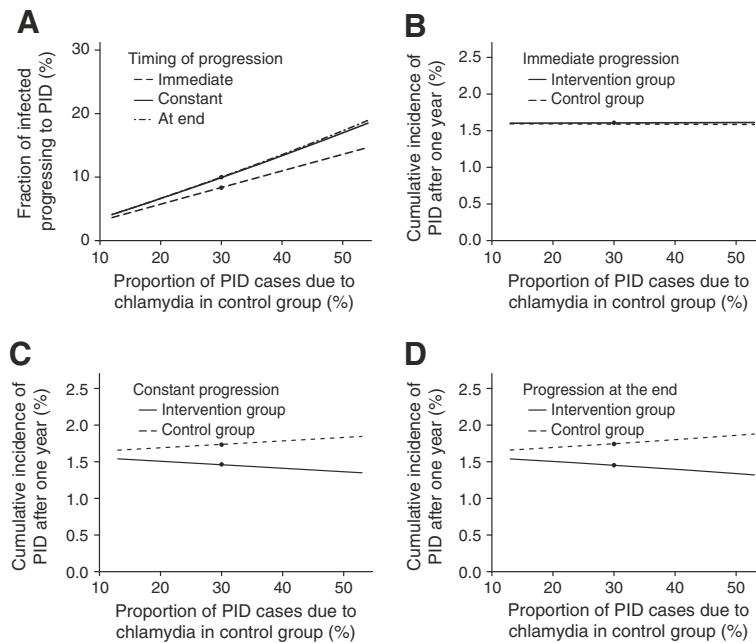 A
Fraction of infected
progressing to PID (%)
30
20
10
0
Timing of progression
Immediate
Constant
At end
10 20 30 40 50
Proportion of PID cases due to
chlamydia in control group (%)
B
Cumulative incidence of
PID after one year (%)
2.5
2.0
1.5
1.0
0.5
0.0
Immediate progression
Intervention group
Control group
10 20 30 40 50
Proportion of PID cases due to
chlamydia in control group (%)
C
Cumulative incidence of
PID after one year (%)
2.5
2.0
1.5
1.0
0.5
0.0
Constant progression
Intervention group
Control group
10 20 30 40 50
Proportion of PID cases due to
chlamydia in control group (%)
D
Cumulative incidence of
PID after one year (%)
2.5
2.0
1.5
1.0
0.5
0.0
Progression at the end
Intervention group
Control group
10 20 30 40 50
Proportion of PID cases due to
chlamydia in control group (%)